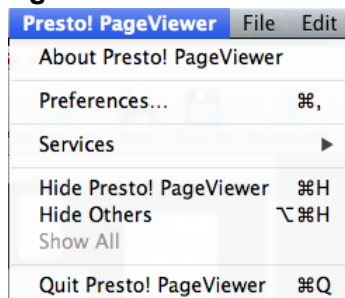 Presto! PageViewer File Edit
About Presto! PageViewer
Preferences... ⌘,
Services ▶
Hide Presto! PageViewer ⌘H
Hide Others ⌥⌘H
Show All
Quit Presto! PageViewer ⌘Q